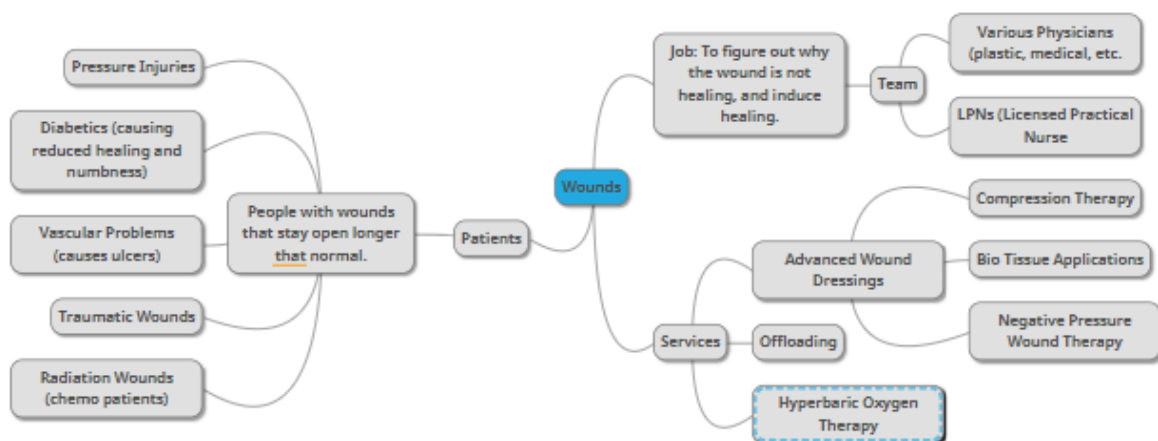 Pressure Injuries
Diabetics (causing
reduced healing and
numbness)
Vascular Problems
(causes ulcers)
Traumatic Wounds
Radiation Wounds
(chemo patients)
People with wounds
that stay open longer
that normal.
Patients
Wounds
Job: To figure out why
the wound is not
healing, and induce
healing.
Team
Various Physicians
(plastic, medical, etc.
LPNs (Licensed Practical
Nurse
Services
Advanced Wound
Dressings
Compression Therapy
Bio Tissue Applications
Negative Pressure
Wound Therapy
Offloading
Hyperbaric Oxygen
Therapy